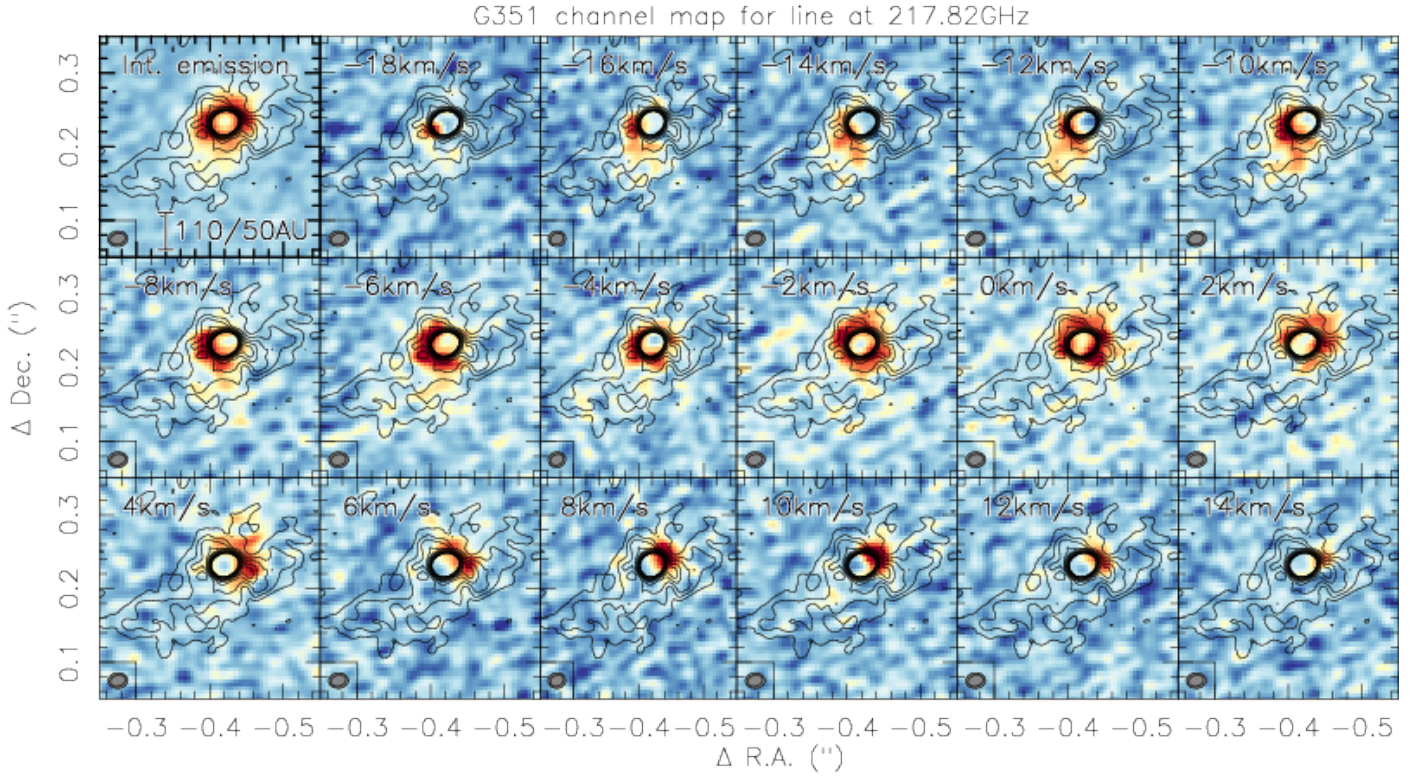 G351 channel map for line at 217.82GHz
Int. emission
-18km/s
-16km/s
-14km/s
-12km/s
-10km/s
0.3
0.2
0.1
110/50AU
-8km/s
-6km/s
-4km/s
-2km/s
0km/s
2km/s
0.3
0.2
0.1
Δ Dec. ('')
4km/s
6km/s
8km/s
10km/s
12km/s
14km/s
0.3
0.2
0.1
-0.3 -0.4 -0.5 -0.3 -0.4 -0.5 -0.3 -0.4 -0.5 -0.3 -0.4 -0.5 -0.3 -0.4 -0.5 -0.3 -0.4 -0.5
Δ R.A. ('')